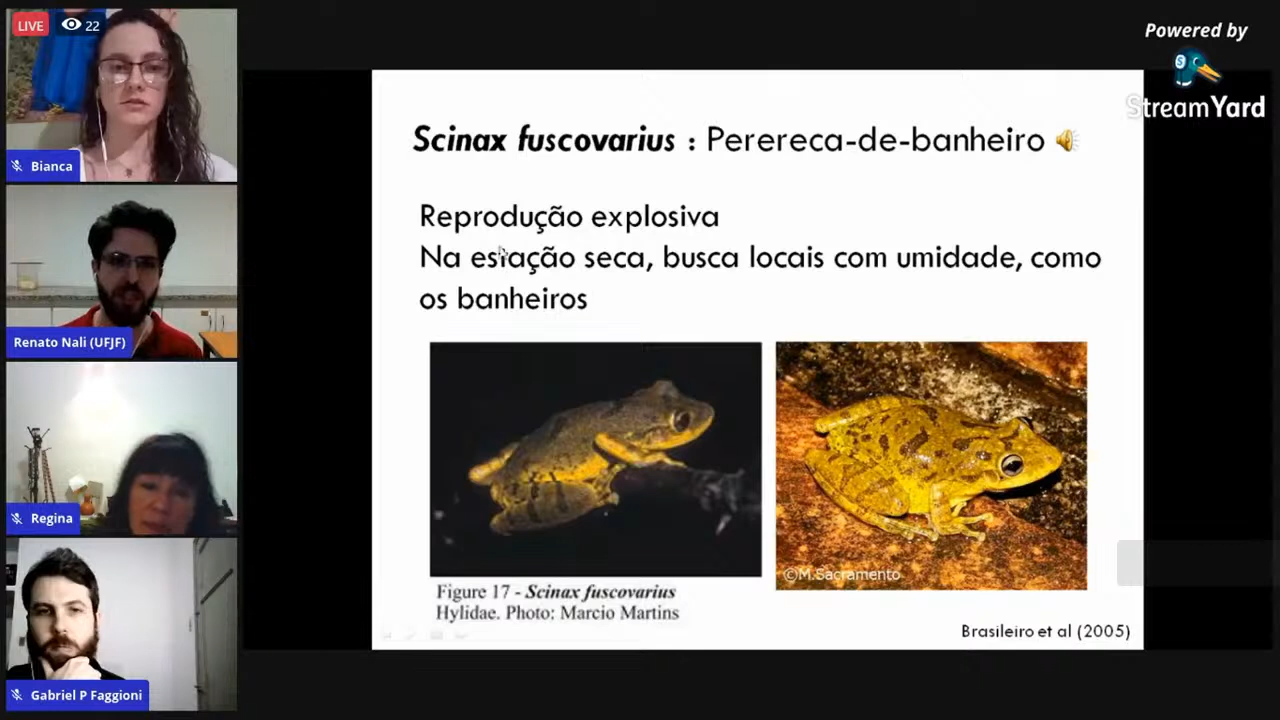 LIVE 22
Powered by
StreamYard
Bianca
Renato Nali (UFJF)
Regina
Gabriel P Faggioni
Scinax fuscovarius : Perereca-de-banheiro
Reprodução explosiva
Na estação seca, busca locais com umidade, como
os banheiros
Figure 17 - Scinax fuscovarius
Hylidae. Photo: Marcio Martins
©M.Sacramento
Brasileiro et al (2005)